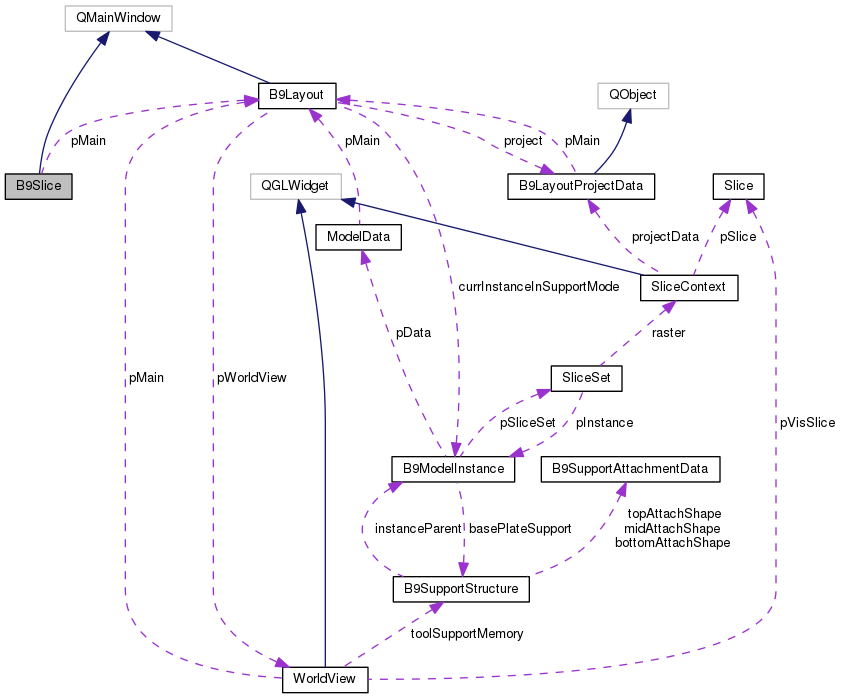 QMainWindow
B9Layout
QObject
pMain
pMain
project
pMain
B9Slice
QGLWidget
B9LayoutProjectData
Slice
ModelData
projectData
pSlice
currInstanceInSupportMode
SliceContext
pData
raster
pMain
pWorldView
SliceSet
pSliceSet
pInstance
pVisSlice
B9ModelInstance
B9SupportAttachmentData
instanceParent
basePlateSupport
topAttachShape
midAttachShape
bottomAttachShape
B9SupportStructure
toolSupportMemory
WorldView